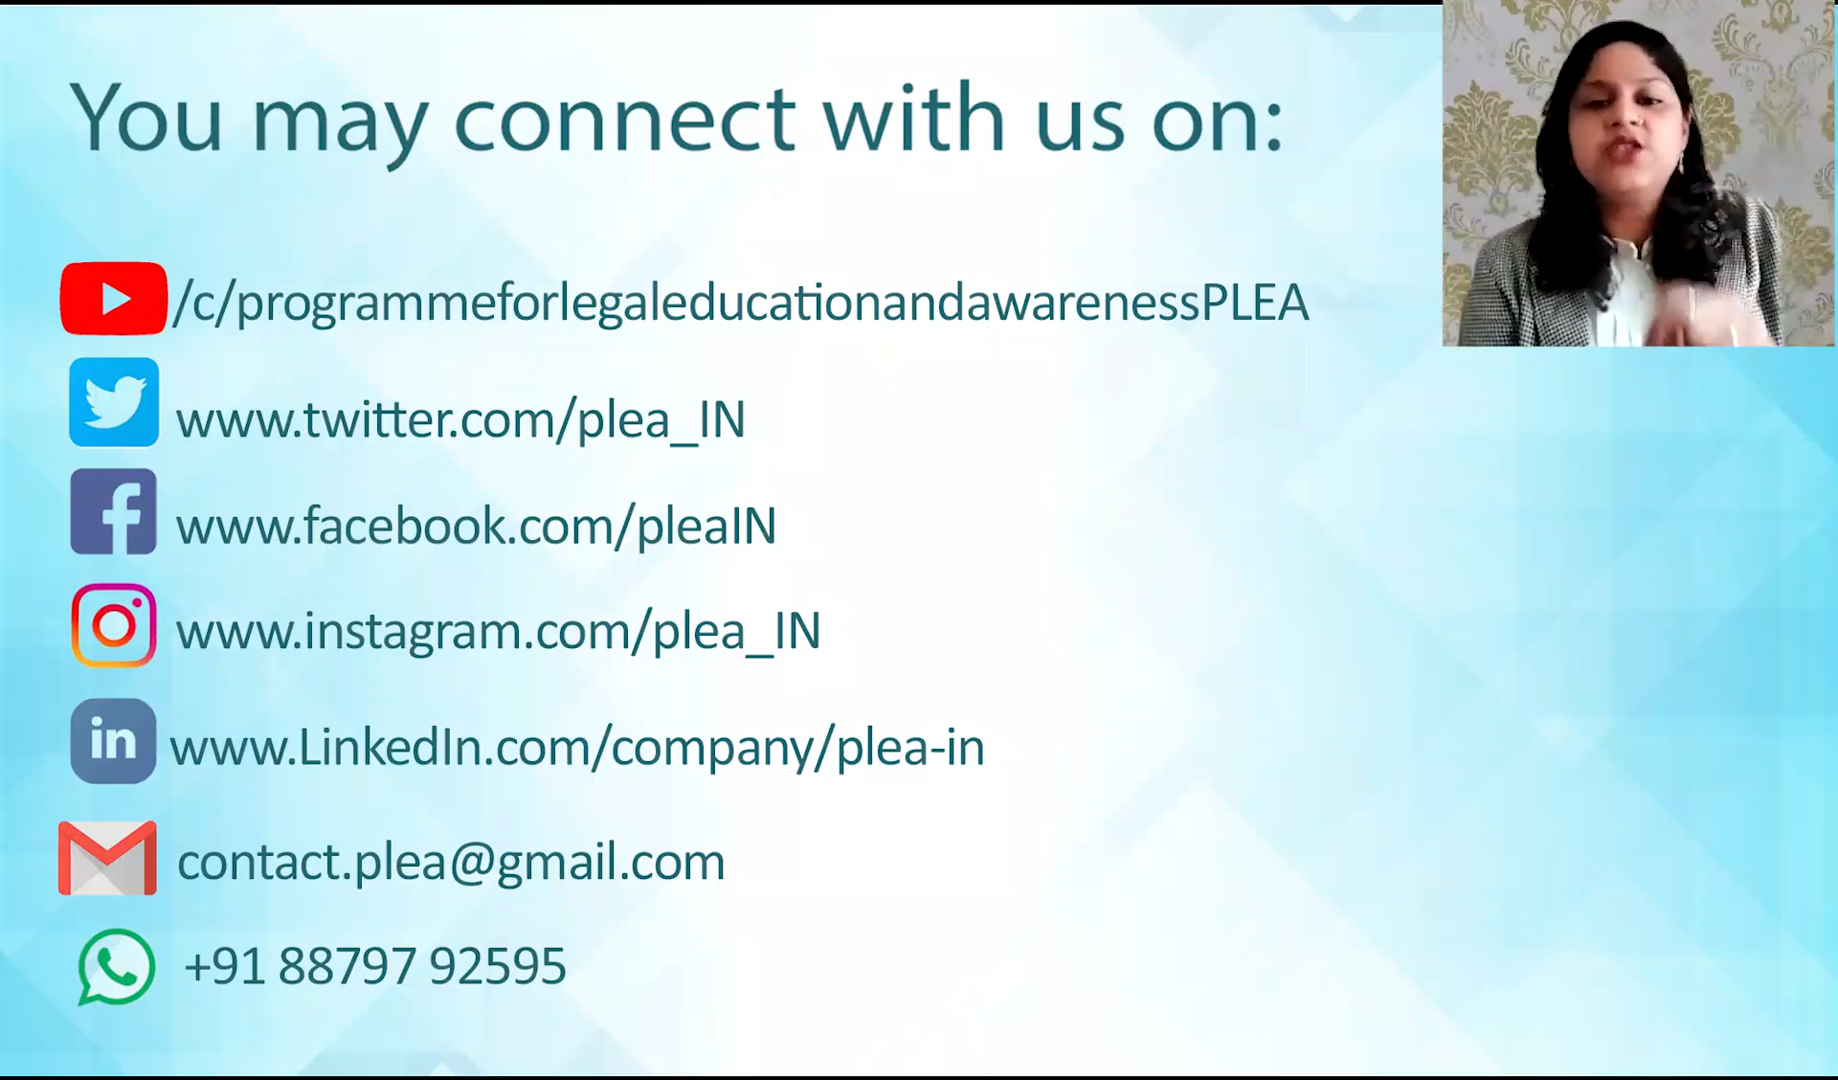 You may connect with us on:
/c/programmeforlegaleducationandawarenessPLEA
www.twitter.com/plea_IN
www.facebook.com/pleaIN
www.instagram.com/plea_IN
in www.LinkedIn.com/company/plea-in
contact.plea@gmail.com
+91 88797 92595